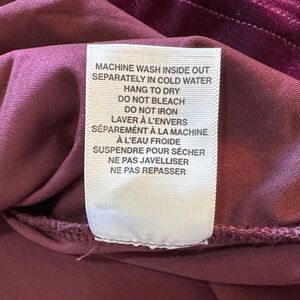 MACHINE WASH INSIDE OUT
SEPARATELY IN COLD WATER
HANG TO DRY
DO NOT BLEACH
DO NOT IRON
LAVER À L'ENVERS
SÉPARÉMENT À LA MACHINE
À L'EAU FROIDE
SUSPENDRE POUR SÉCHER
NE PAS JAVELLISER
NE PAS REPASSER